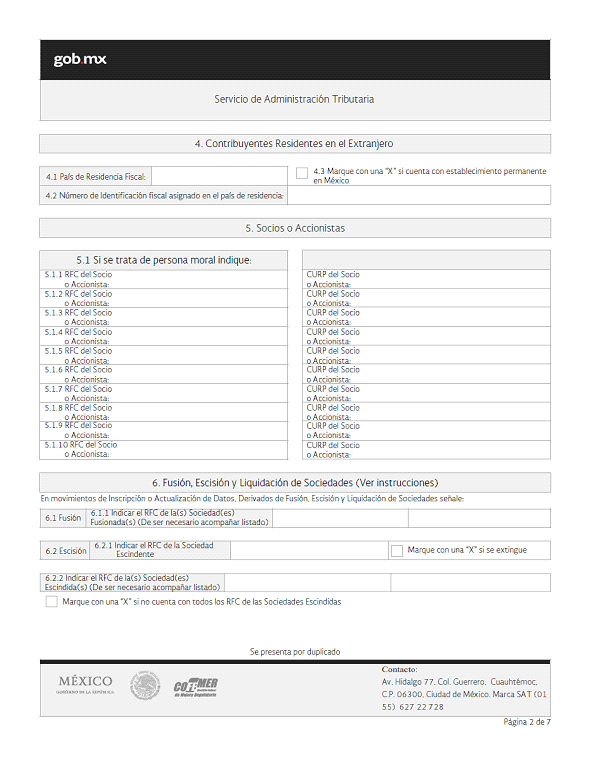 gob.mx
Servicio de Administración Tributaria
4. Contribuyentes Residentes en el Extranjero
4.1 País de Residencia Fiscal:
4.3 Marque con una "X" si cuenta con establecimiento permanente
en México
4.2 Número de Identificación fiscal asignado en el país de residencia:
5. Socios o Accionistas
5.1 Si se trata de persona moral indique:
5.1.1 RFC del Socio
o Accionista:
CURP del Socio
o Accionista:
5.1.2 RFC del Socio
o Accionista:
CURP del Socio
o Accionista:
5.1.3 RFC del Socio
o Accionista:
CURP del Socio
o Accionista:
5.1.4 RFC del Socio
o Accionista:
CURP del Socio
o Accionista:
5.1.5 RFC del Socio
o Accionista:
CURP del Socio
o Accionista:
5.1.6 RFC del Socio
o Accionista:
CURP del Socio
o Accionista:
5.1.7 RFC del Socio
o Accionista:
CURP del Socio
o Accionista:
5.1.8 RFC del Socio
o Accionista:
CURP del Socio
o Accionista:
5.1.9 RFC del Socio
o Accionista:
CURP del Socio
o Accionista:
5.1.10 RFC del Socio
o Accionista:
CURP del Socio
o Accionista:
6. Fusión, Escisión y Liquidación de Sociedades (Ver instrucciones)
En movimientos de Inscripción o Actualización de Datos, Derivados de Fusión, Escisión y Liquidación de Sociedades señale:
6.1 Fusión
6.1.1 Indicar el RFC de la(s) Sociedad(es)
Fusionada(s) (De ser necesario acompañar listado)
6.2 Escisión
6.2.1 Indicar el RFC de la Sociedad
Escindente
Marque con una "X" si se extingue
6.2.2 Indicar el RFC de la(s) Sociedad(es)
Escindida(s) (De ser necesario acompañar listado)
Marque con una "X" si no cuenta con todos los RFC de las Sociedades Escindidas
Se presenta por duplicado
MÉXICO
GOBIERNO DE LA REPÚBLICA
COFEMER
Contacto:
Av. Hidalgo 77, Col. Guerrero, Cuauhtémoc,
C.P. 06300, Ciudad de México. Marca SAT (01
55) 627 22 728
Página 2 de 7